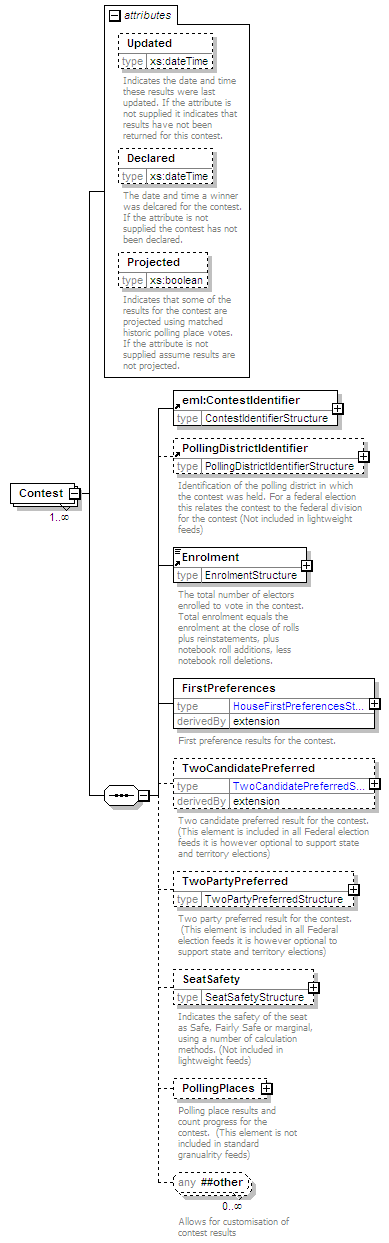 attributes
Updated
type xs:dateTime
Indicates the date and time
these results were last
updated. If the attribute is
not supplied it indicates that
results have not been
returned for this contest.
Declared
type xs:dateTime
The date and time a winner
was delcared for the contest.
If the attribute is not
supplied the contest has not
been declared.
Projected
type xs:boolean
Indicates that some of the
results for the contest are
projected using matched
historic polling place votes.
If the attribute is not
supplied assume results are
not projected.
Contest
1..∞
eml:ContestIdentifier
type ContestIdentifierStructure
PollingDistrictIdentifier
type PollingDistrictIdentifierStructure
Identification of the polling district in which
the contest was held. For a federal election
this relates the contest to the federal division
for the contest (Not included in lightweight
feeds)
Enrolment
type EnrolmentStructure
The total number of electors
enrolled to vote in the contest.
Total enrolment equals the
enrolment at the close of rolls
plus reinstatements, plus
notebook roll additions, less
notebook roll deletions.
FirstPreferences
type HouseFirstPreferencesSt...
derivedBy extension
First preference results for the contest.
TwoCandidatePreferred
type TwoCandidatePreferredS...
derivedBy extension
Two candidate preferred result for the contest.
(This element is included in all Federal election
feeds it is however optional to support state
and territory elections)
TwoPartyPreferred
type TwoPartyPreferredStructure
Two party preferred result for the contest.
(This element is included in all Federal
election feeds it is however optional to
support state and territory elections)
SeatSafety
type SeatSafetyStructure
Indicates the safety of the seat
as Safe, Fairly Safe or marginal,
using a number of calculation
methods. (Not included in
lightweight feeds)
PollingPlaces
Polling place results and
count progress for the
contest. (This element is not
included in standard
granualrity feeds)
any ##other
0..∞
Allows for customisation of
contest results